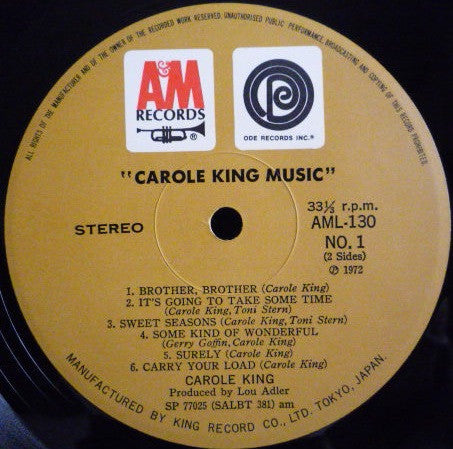 ALL RIGHTS OF THE MANUFACTURER AND OF THE OWNER OF THE RECORDED WORK RESERVED. UNAUTHORISED PUBLIC PERFORMANCE, BROADCASTING AND COPYING OF THIS RECORD PROHIBITED.
A&M
RECORDS
®
ODE RECORDS INC.®
"CAROLE KING MUSIC"
STEREO
33⅓ r.p.m.
AML-130
NO. 1
(2 Sides)
℗ 1972
1. BROTHER, BROTHER (Carole King)
2. IT'S GOING TO TAKE SOME TIME
(Carole King, Toni Stern)
3. SWEET SEASONS (Carole King, Toni Stern)
4. SOME KIND OF WONDERFUL
(Gerry Goffin, Carole King)
5. SURELY (Carole King)
6. CARRY YOUR LOAD (Carole King)
CAROLE KING
Produced by Lou Adler
SP 77025 (SALBT 381) am
MANUFACTURED BY KING RECORD CO., LTD. TOKYO, JAPAN.